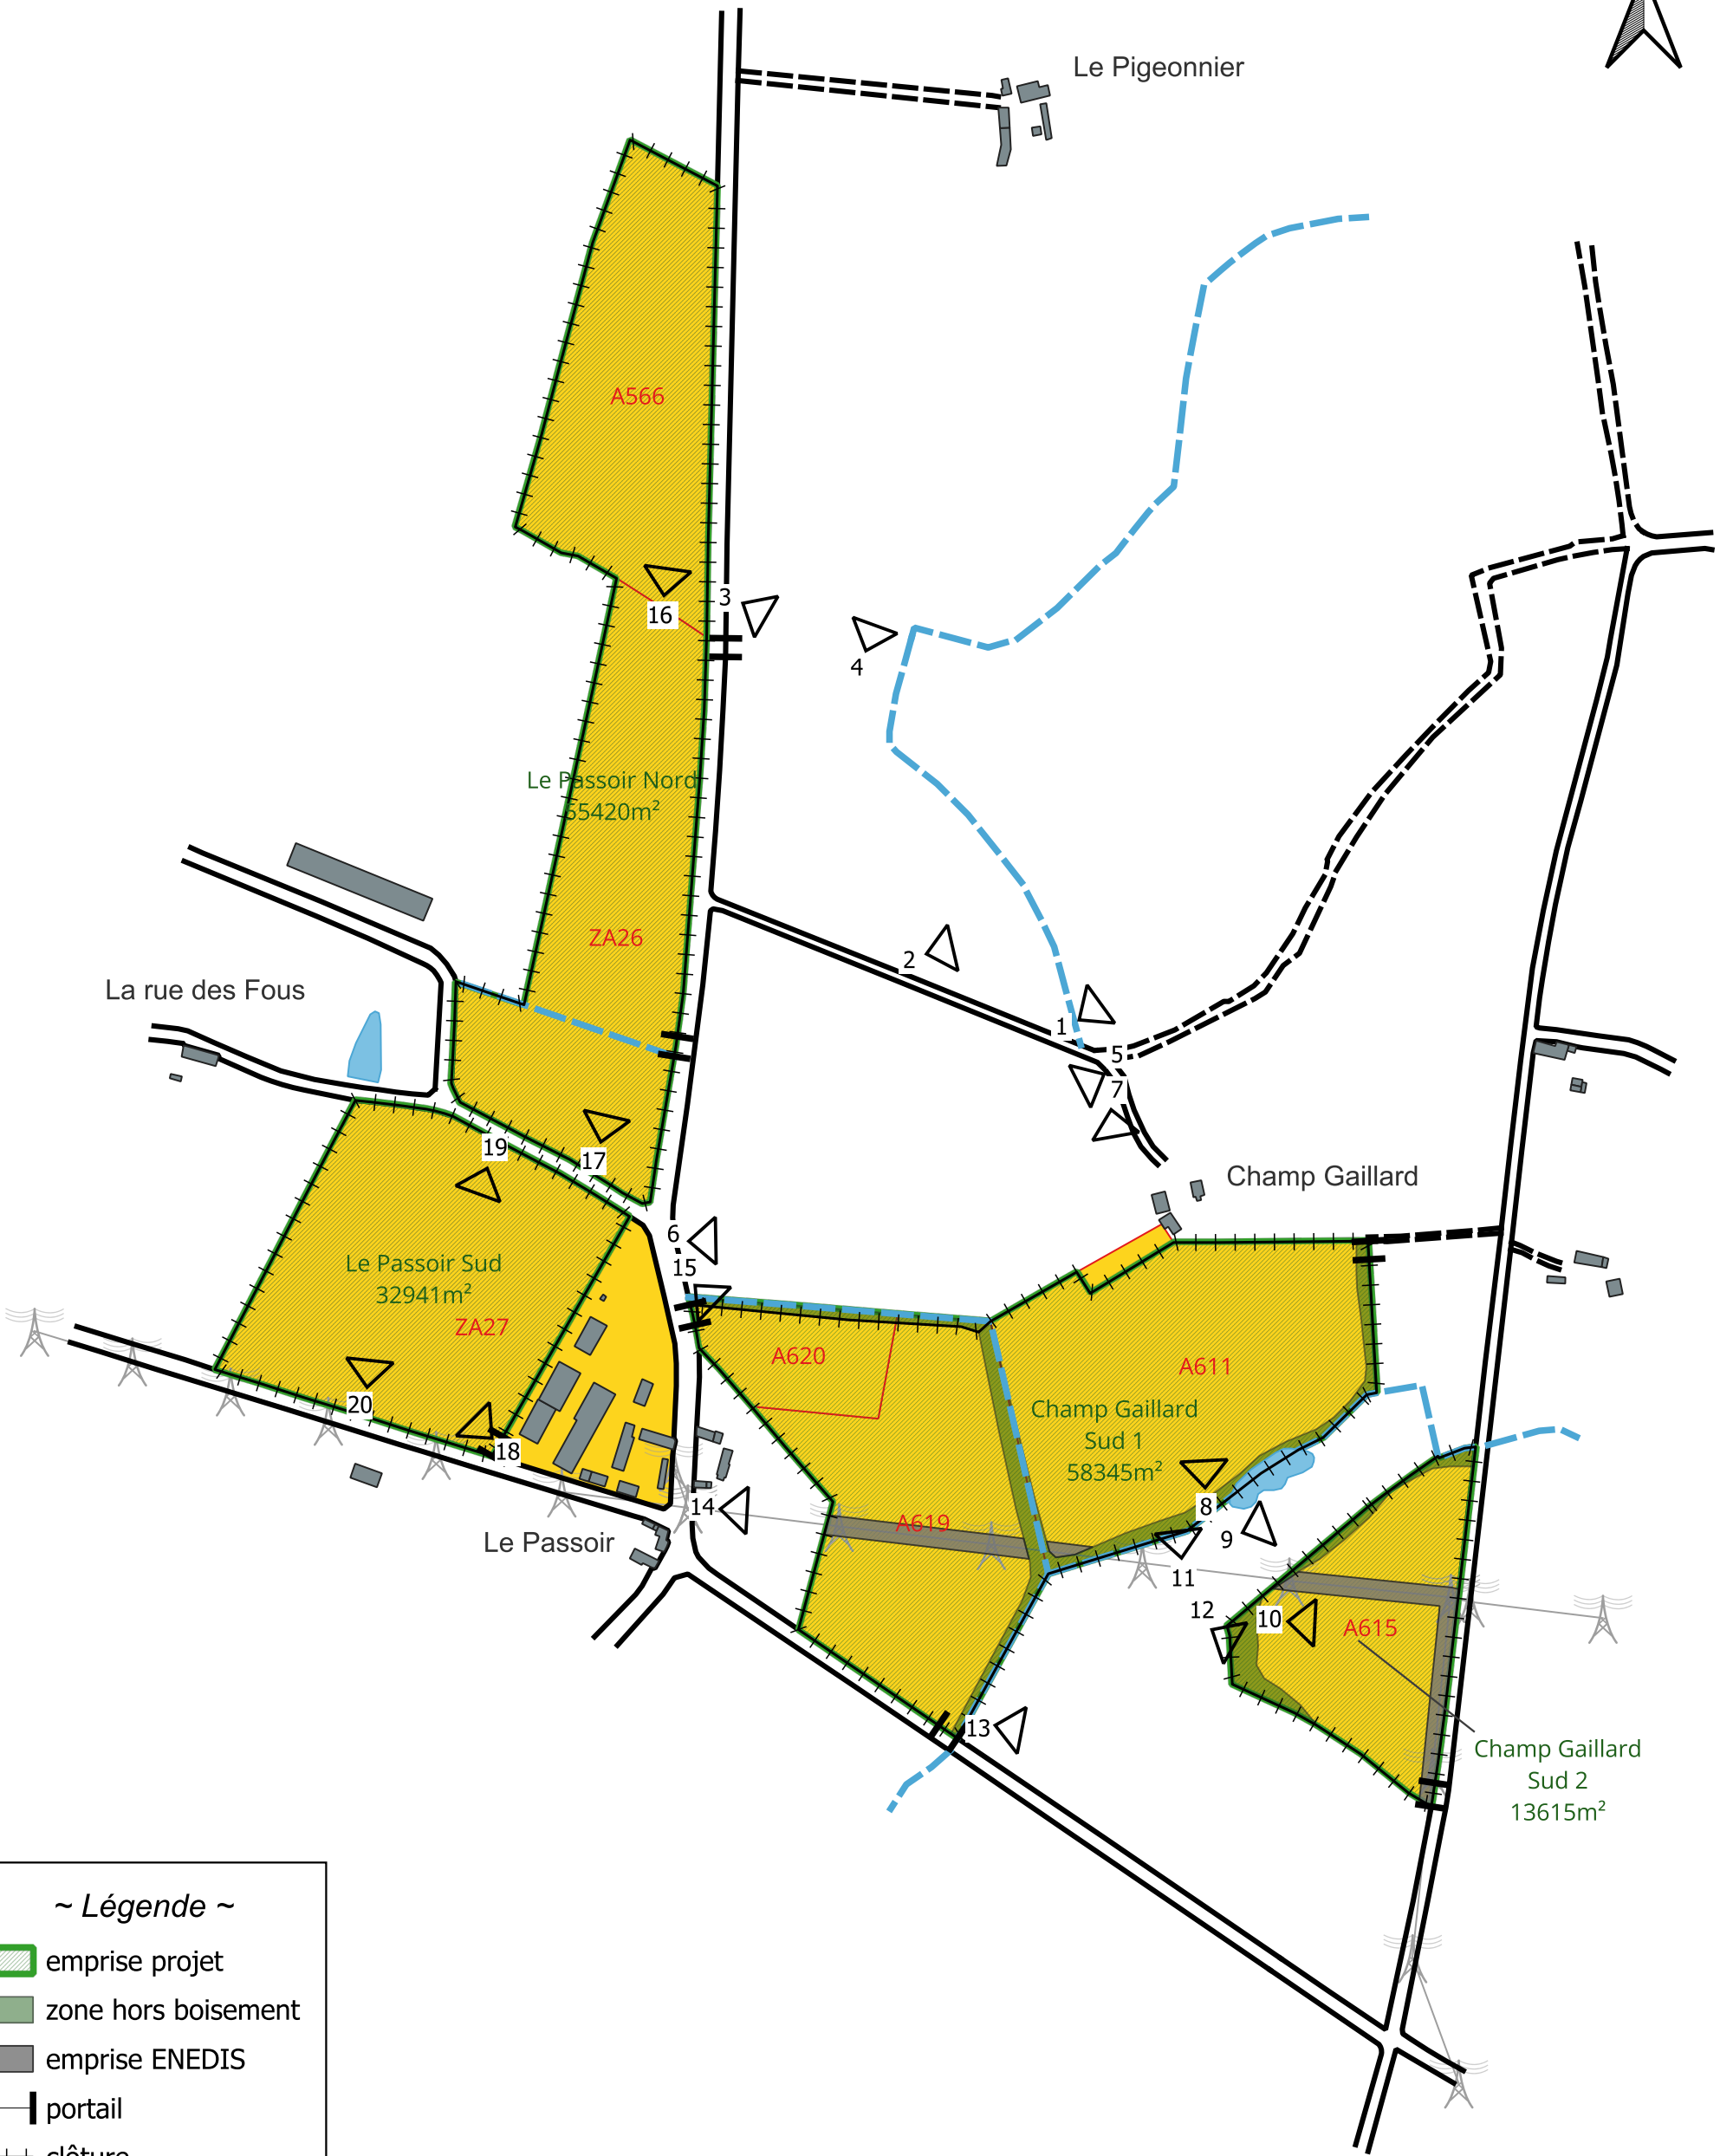 Le Pigeonnier
A566
3
16
4
Le Passoir Nord
55420m²
ZA26
2
La rue des Fous
1
5
7
19
17
Champ Gaillard
6
15
Le Passoir Sud
32941m²
ZA27
A620
A611
20
Champ Gaillard
Sud 1
58345m²
18
14
8
A619
9
Le Passoir
11
12
10
A615
13
Champ Gaillard
Sud 2
13615m²
~ Légende ~
emprise projet
zone hors boisement
emprise ENEDIS
portail
clôture